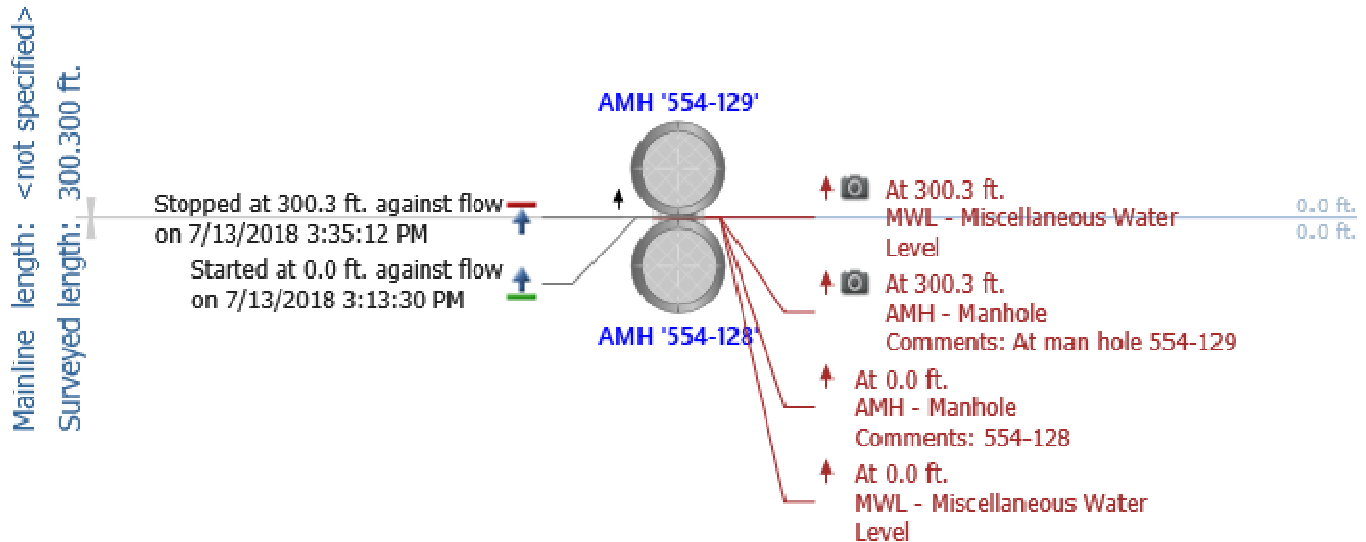 Mainline length: <not specified>
Surveyed length: 300.300 ft.
AMH '554-129'
Stopped at 300.3 ft. against flow
on 7/13/2018 3:35:12 PM
Started at 0.0 ft. against flow
on 7/13/2018 3:13:30 PM
AMH '554-128'
At 300.3 ft.
MWL - Miscellaneous Water
Level
At 300.3 ft.
AMH - Manhole
Comments: At man hole 554-129
At 0.0 ft.
AMH - Manhole
Comments: 554-128
At 0.0 ft.
MWL - Miscellaneous Water
Level
0.0 ft.
0.0 ft.